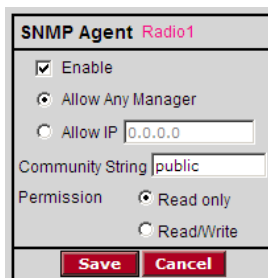 SNMP Agent Radio1
Enable
Allow Any Manager
Allow IP 0.0.0.0
Community String public
Permission Read only
Read/Write
Save Cancel